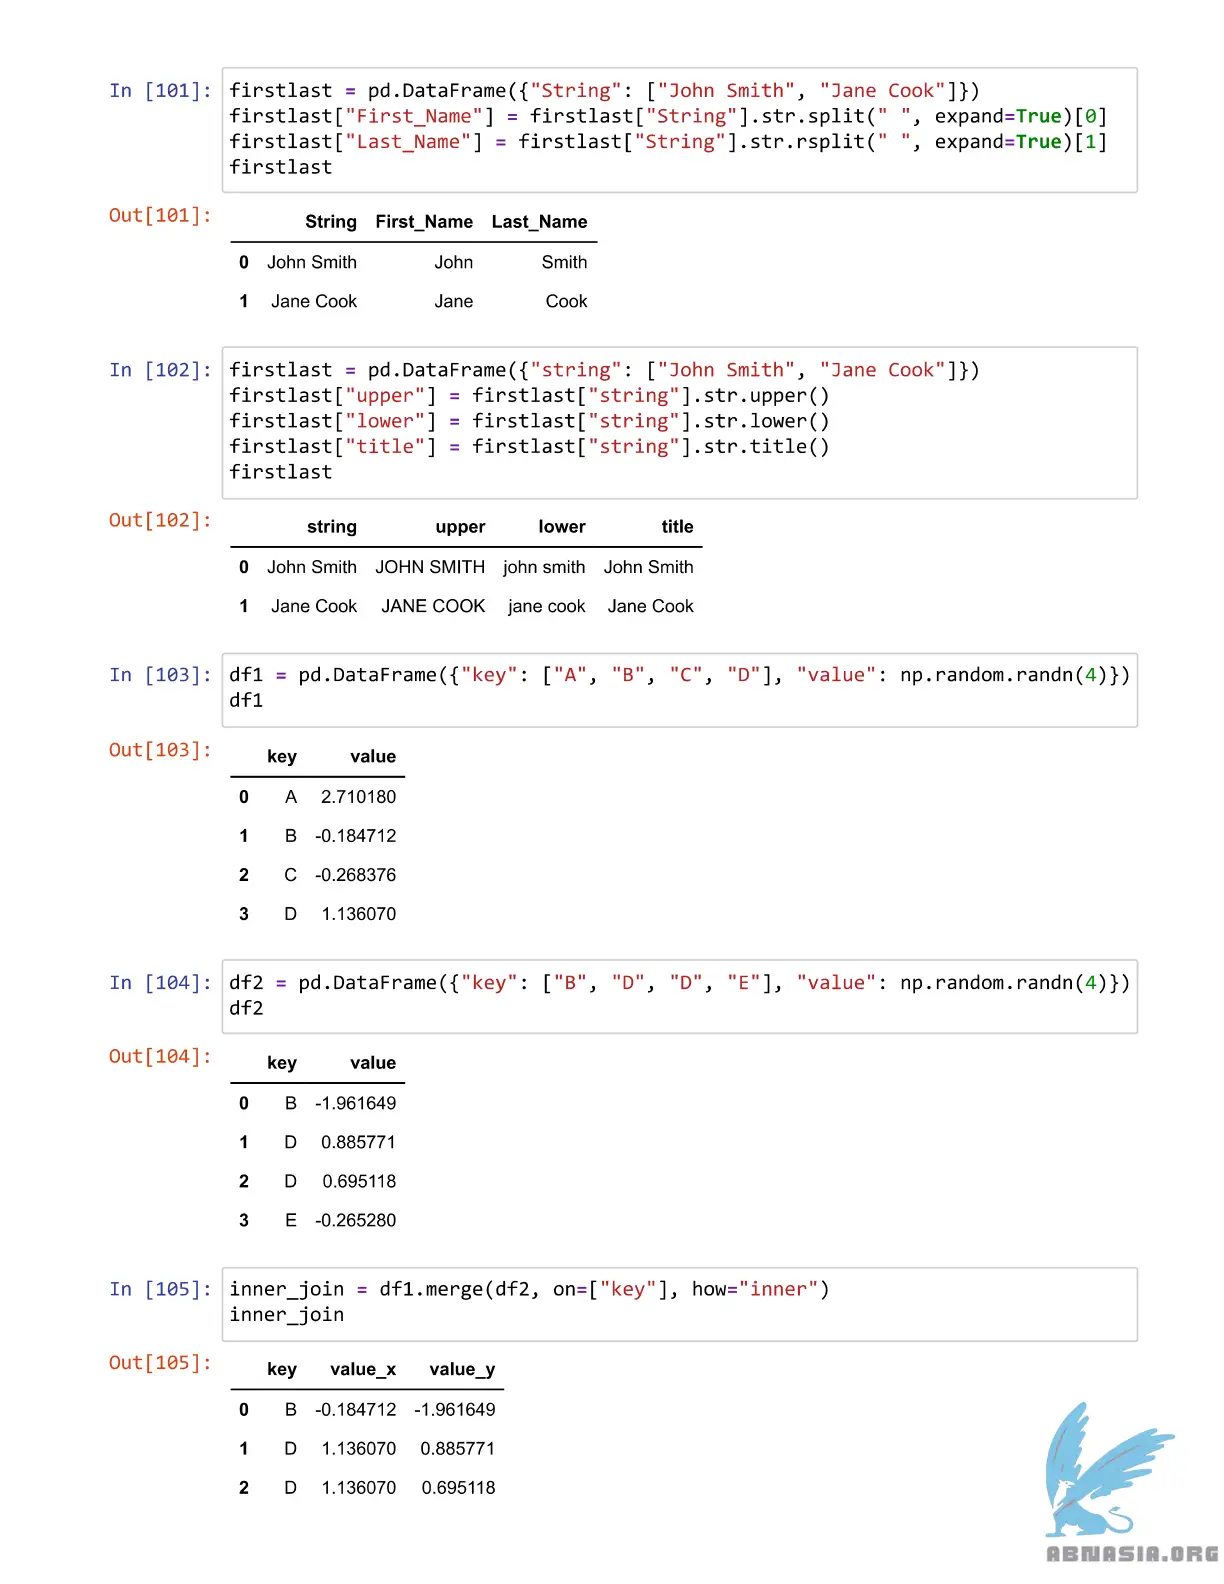 In [101]: firstlast = pd.DataFrame({"String": ["John Smith", "Jane Cook"]})
firstlast["First_Name"] = firstlast["String"].str.split(" ", expand=True)[0]
firstlast["Last_Name"] = firstlast["String"].str.rsplit(" ", expand=True)[1]
firstlast
Out[101]:
String First_Name Last_Name
0 John Smith John Smith
1 Jane Cook Jane Cook
In [102]: firstlast = pd.DataFrame({"string": ["John Smith", "Jane Cook"]})
firstlast["upper"] = firstlast["string"].str.upper()
firstlast["lower"] = firstlast["string"].str.lower()
firstlast["title"] = firstlast["string"].str.title()
firstlast
Out[102]:
string upper lower title
0 John Smith JOHN SMITH john smith John Smith
1 Jane Cook JANE COOK jane cook Jane Cook
In [103]: df1 = pd.DataFrame({"key": ["A", "B", "C", "D"], "value": np.random.randn(4)})
df1
Out[103]:
key value
0 A 2.710180
1 B -0.184712
2 C -0.268376
3 D 1.136070
In [104]: df2 = pd.DataFrame({"key": ["B", "D", "D", "E"], "value": np.random.randn(4)})
df2
Out[104]:
key value
0 B -1.961649
1 D 0.885771
2 D 0.695118
3 E -0.265280
In [105]: inner_join = df1.merge(df2, on=["key"], how="inner")
inner_join
Out[105]:
key value_x value_y
0 B -0.184712 -1.961649
1 D 1.136070 0.885771
2 D 1.136070 0.695118
ABNASIA.ORG